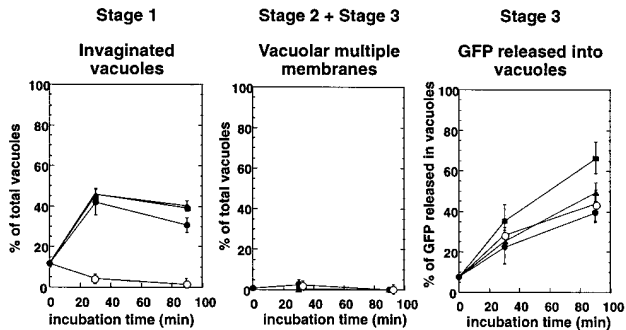 Stage 1
Stage 2 + Stage 3
Stage 3
Invaginated
vacuoles
Vacuolar multiple
membranes
GFP released into
vacuoles
% of total vacuoles
100
80
60
40
20
0
0 20 40 60 80 100
incubation time (min)
% of total vacuoles
100
80
60
40
20
0
0 20 40 60 80 100
incubation time (min)
% of GFP released in vacuoles
100
80
60
40
20
0
0 20 40 60 80 100
incubation time (min)